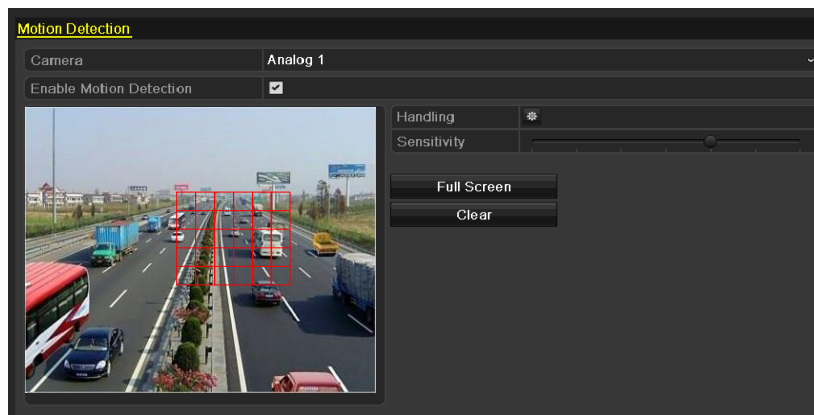 Motion Detection
Camera
Analog 1
Enable Motion Detection
Handling
Sensitivity
Full Screen
Clear